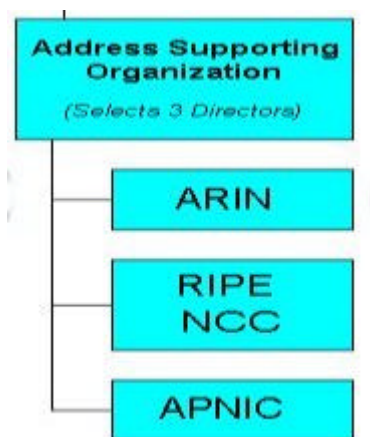 Address Supporting
Organization
(Selects 3 Directors)
ARIN
RIPE
NCC
APNIC